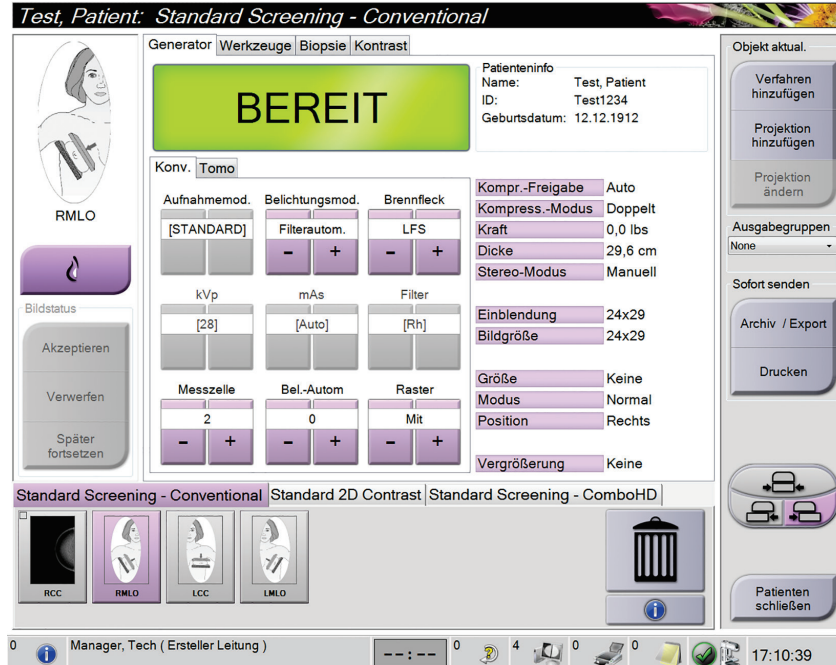 Test, Patient: Standard Screening - Conventional
Generator Werkzeuge Biopsie Kontrast
BEREIT
Patienteninfo
Name: Test, Patient
ID: Test1234
Geburtsdatum: 12.12.1912
Objekt aktual.
Verfahren
hinzufügen
Projektion
hinzufügen
Projektion
ändern
Ausgabegruppen
None
Sofort senden
Archiv / Export
Drucken
RMLO
Bildstatus
Akzeptieren
Verwerfen
Später
fortsetzen
Konv. Tomo
Aufnahmemod. Belichtungsmod. Brennfleck
[STANDARD] Filterautom. LFS
- + - +
kVp mAs Filter
[28] [Auto] [Rh]
Messzelle Bel.-Autom Raster
2 0 Mit
- + - + - +
Kompr.-Freigabe Auto
Kompress.-Modus Doppelt
Kraft 0,0 lbs
Dicke 29,6 cm
Stereo-Modus Manuell
Einblendung 24x29
Bildgröße 24x29
Größe Keine
Modus Normal
Position Rechts
Vergrößerung Keine
Standard Screening - Conventional Standard 2D Contrast Standard Screening - ComboHD
RCC RMLO LCC LMLO
Patienten
schließen
0 Manager, Tech ( Ersteller Leitung ) --:-- 0 4 0 0 17:10:39